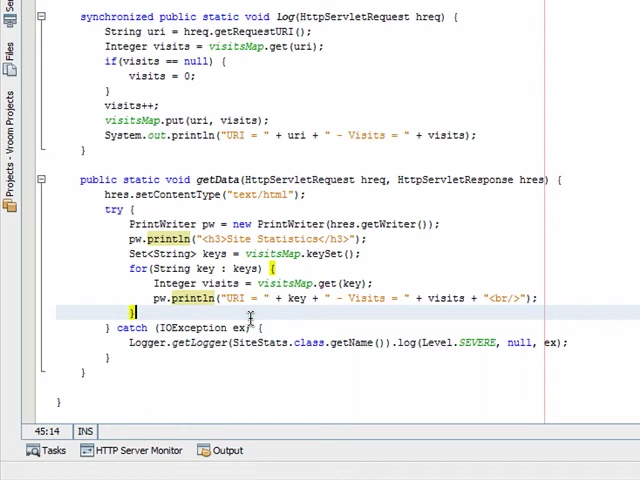 Se
Files
Projects - Vroom Projects
synchronized public static void Log(HttpServletRequest hreq) {
String uri = hreq.getRequestURI();
Integer visits = visitsMap.get(uri);
if(visits == null) {
visits = 0;
}
visits++;
visitsMap.put(uri, visits);
System.out.println("URI = " + uri + " - Visits = " + visits);
}
public static void getData(HttpServletRequest hreq, HttpServletResponse hres) {
hres.setContentType("text/html");
try {
PrintWriter pw = new PrintWriter(hres.getWriter());
pw.println("<h3>Site Statistics</h3>");
Set<String> keys = visitsMap.keySet();
for(String key : keys) {
Integer visits = visitsMap.get(key);
pw.println("URI = " + key + " - Visits = " + visits + "<br/>");
}
} catch (IOException ex) {
Logger.getLogger(SiteStats.class.getName()).log(Level.SEVERE, null, ex);
}
}
}
45:14 INS
Tasks HTTP Server Monitor Output